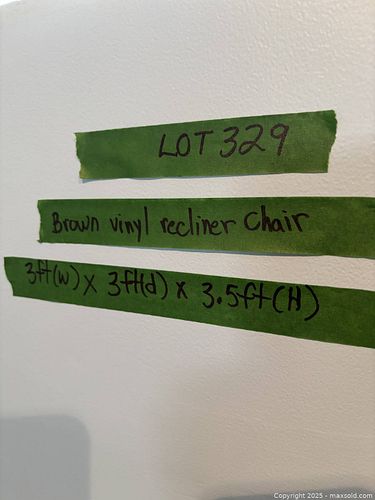 LOT 329
Brown vinyl recliner Chair
3ft(w) x 3ft(d) x 3.5ft(H)
Copyright 2025 - maxsold.com